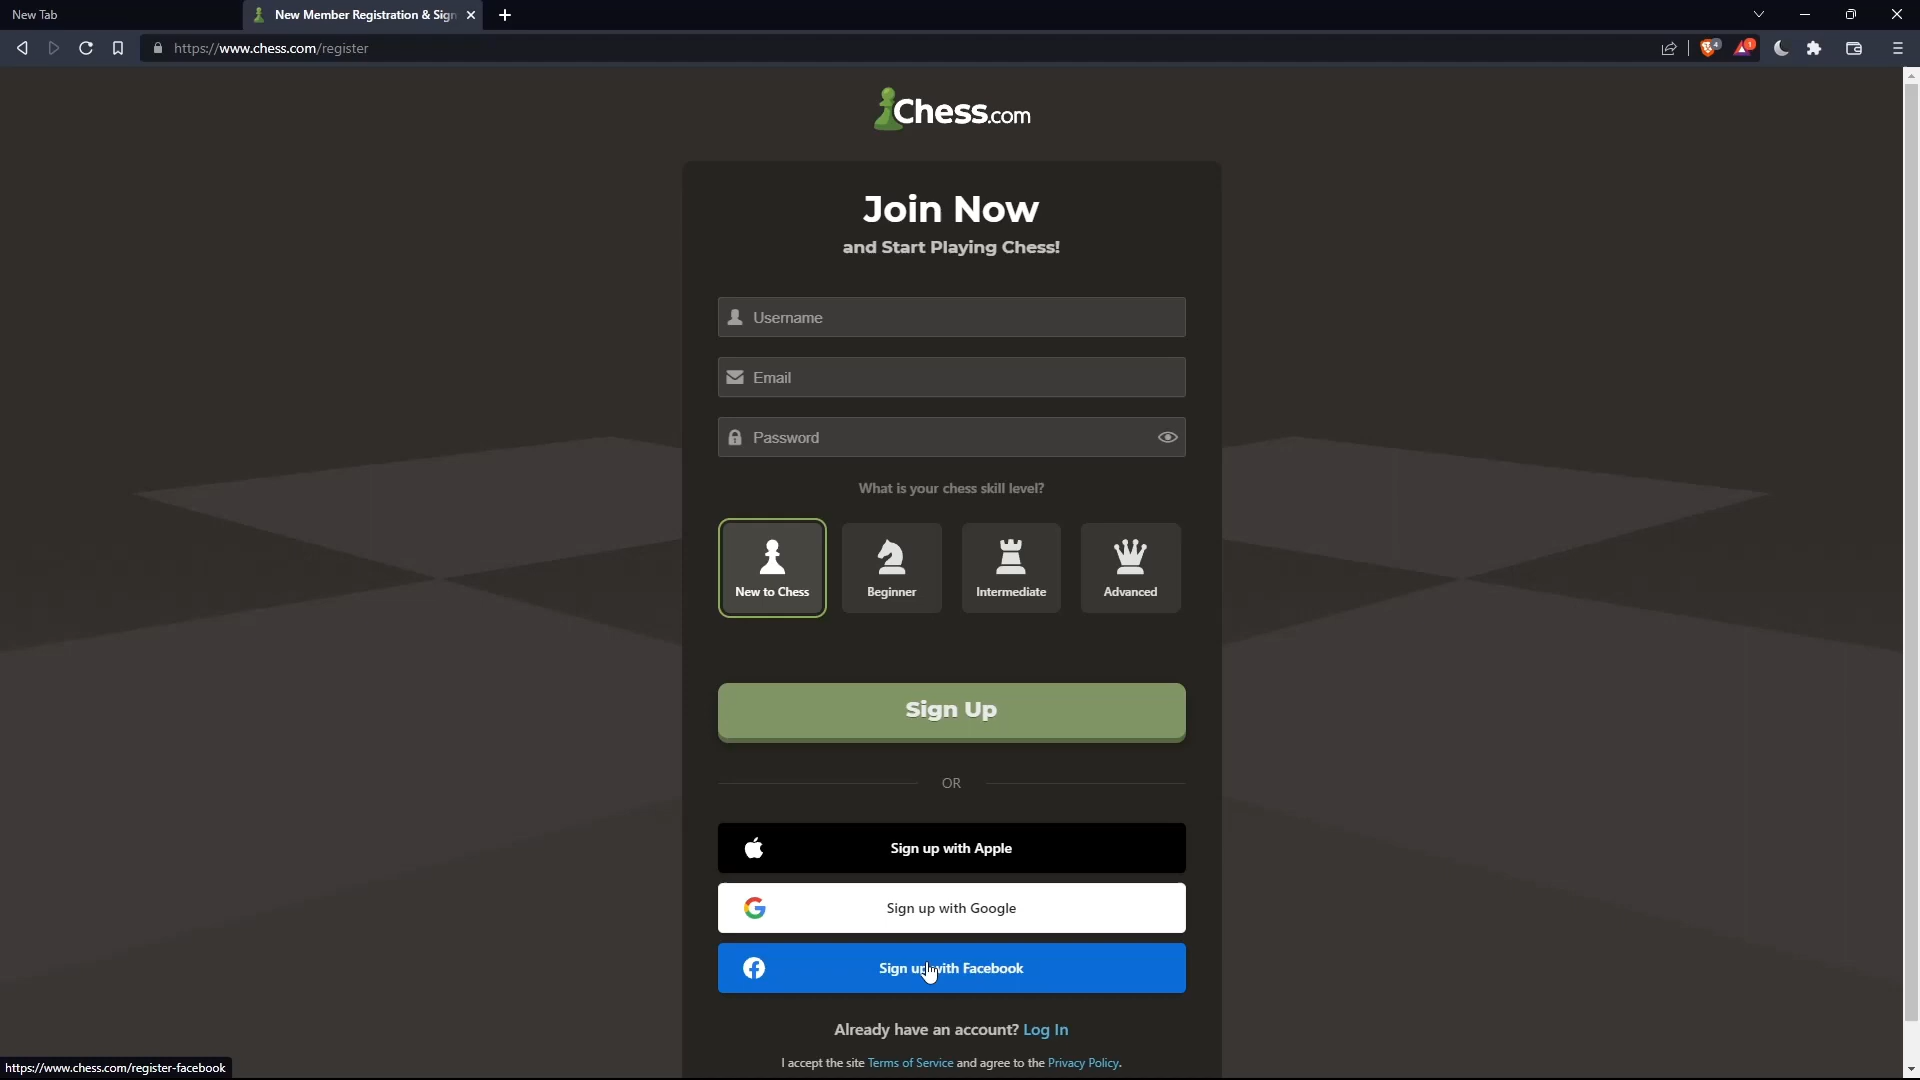 New Tab
New Member Registration & Sign
https://www.chess.com/register
4
1
Chess.com
Join Now
and Start Playing Chess!
Username
Email
Password
What is your chess skill level?
New to Chess
Beginner
Intermediate
Advanced
Sign Up
OR
Sign up with Apple
Sign up with Google
Sign up with Facebook
Already have an account? Log In
I accept the site Terms of Service and agree to the Privacy Policy.
https://www.chess.com/register-facebook